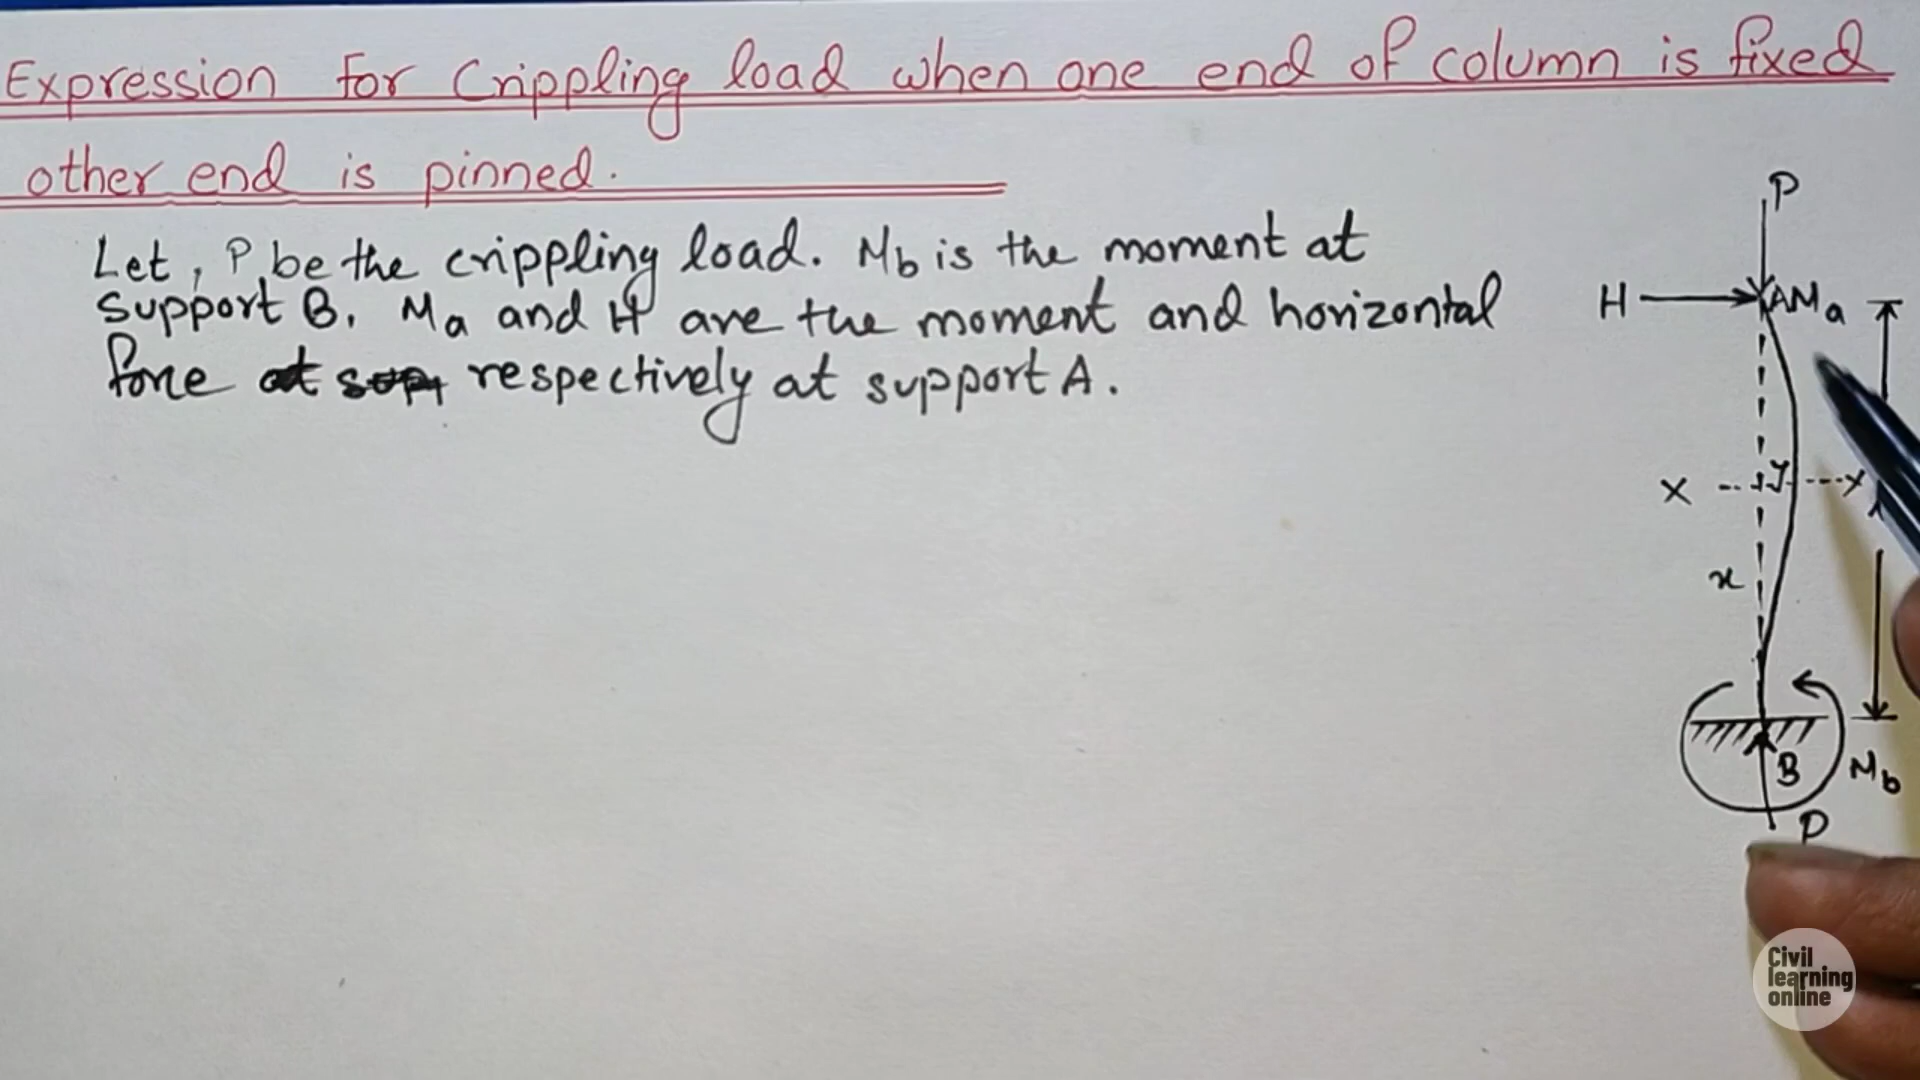 Expression for Crippling load when one end of column is fixed
other end is pinned.
Let, P be the crippling load. Mb is the moment at
support B. Ma and H are the moment and horizontal
force at respectively at support A.
P
H
A Ma
X
y
X
x
B
Mb
P
Civil
learning
online